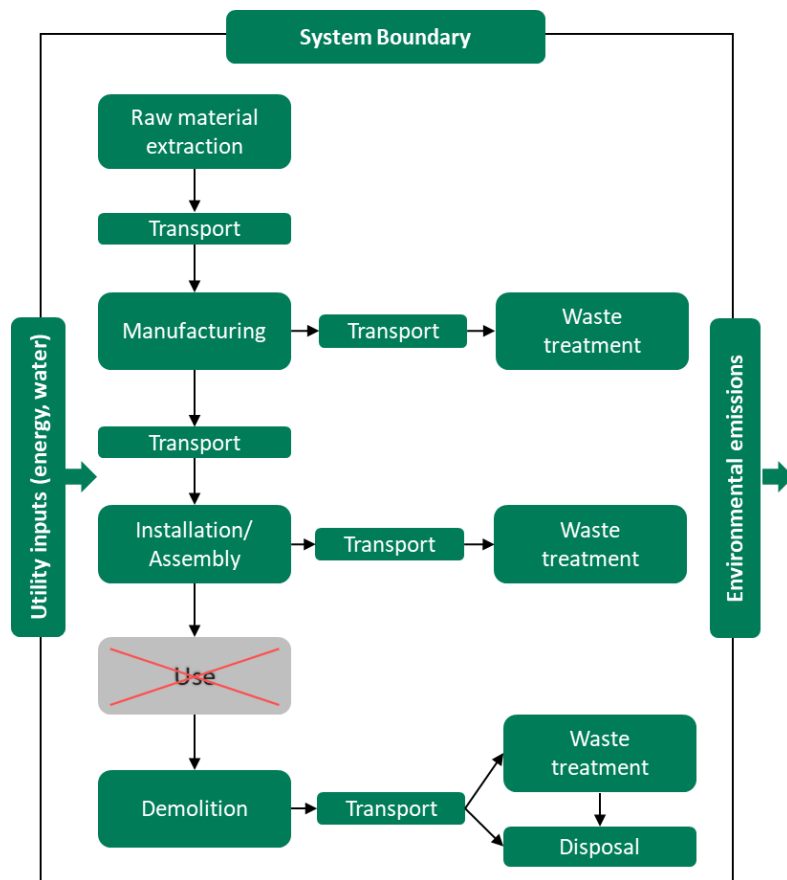 System Boundary
Raw material
extraction
Transport
Manufacturing
Transport
Waste
treatment
Transport
Installation/
Assembly
Transport
Waste
treatment
Use
Demolition
Transport
Waste
treatment
Disposal
Utility inputs (energy, water)
Environmental emissions